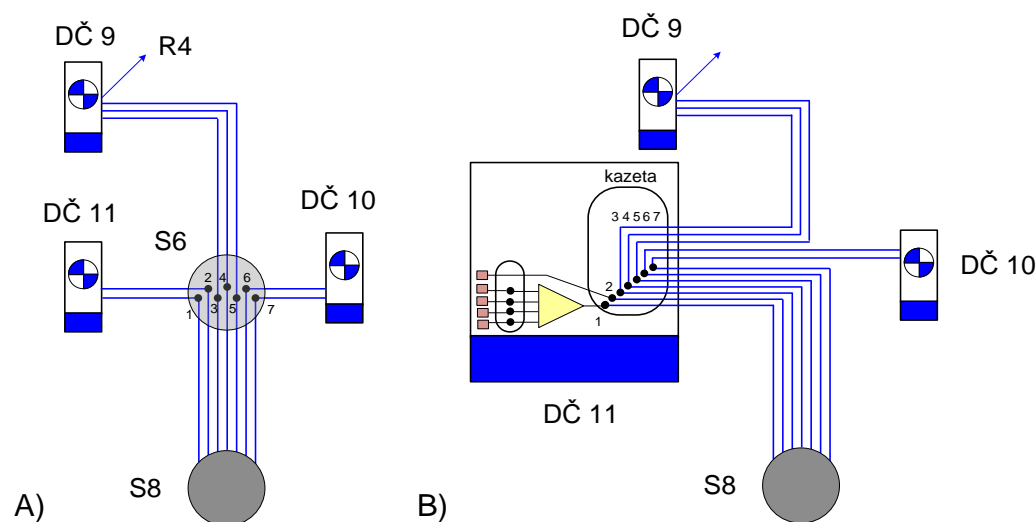 DČ 9
R4
DČ 11
S6
DČ 10
2 4 6
1 3 5 7
S8
A)
DČ 9
kazeta
3 4 5 6 7
2
1
DČ 10
DČ 11
S8
B)